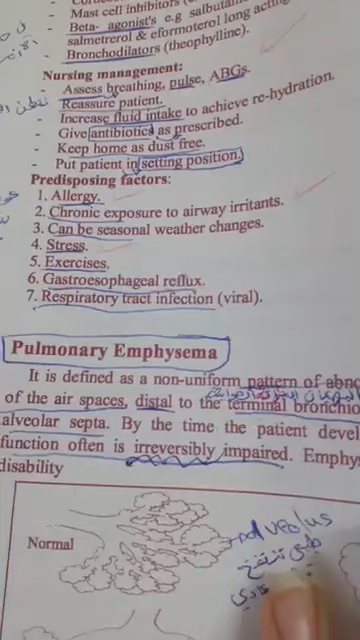 - Mast cell inhibitors
- Beta- agonist's e.g salbuta
salmetrerol & eformoterol long acting
- Bronchodilators (theophylline).
Nursing management:
- Assess breathing, pulse, ABGs.
- Reassure patient.
- Increase fluid intake to achieve re-hydration.
- Give antibiotics as prescribed.
- Keep home as dust free.
- Put patient in setting position.
Predisposing factors:
1. Allergy.
2. Chronic exposure to airway irritants.
3. Can be seasonal weather changes.
4. Stress.
5. Exercises.
6. Gastroesophageal reflux.
7. Respiratory tract infection (viral).
Pulmonary Emphysema
It is defined as a non-uniform pattern of abno
of the air spaces, distal to the terminal bronchio
alveolar septa. By the time the patient devel
function often is irreversibly impaired. Emphys
disability
Normal